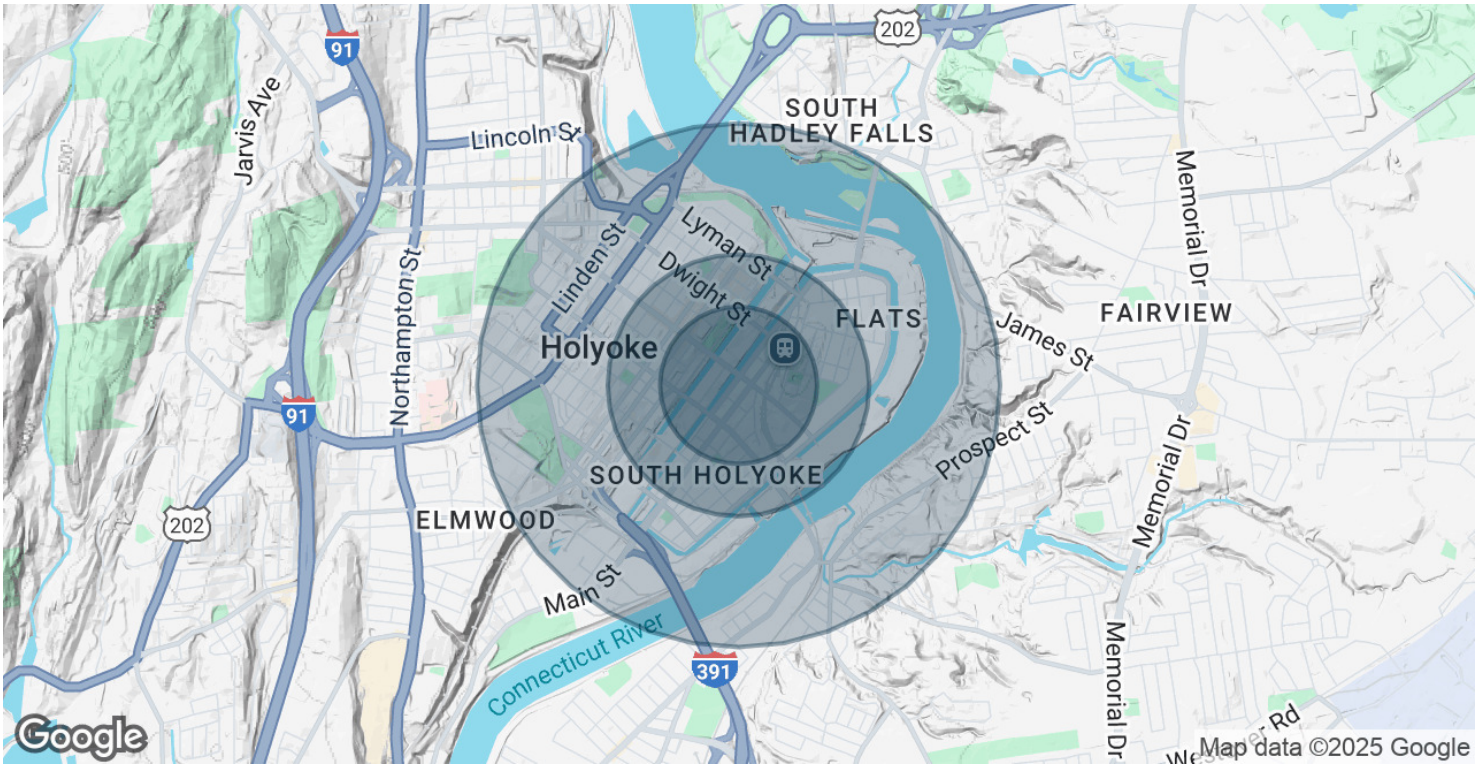 202
91
SOUTH
HADLEY FALLS
Jarvis Ave
Lincoln St
Memorial Dr
Lyman St
Linden St
Dwight St
Northampton St
FLATS
FAIRVIEW
James St
Holyoke
91
Prospect St
SOUTH HOLYOKE
Memorial Dr
202
ELMWOOD
Main St
Connecticut River
391
Memorial Dr
Westover Rd
Google
Map data ©2025 Google